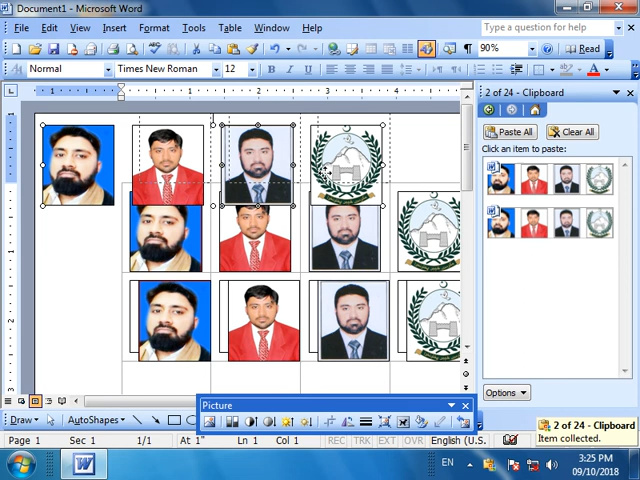 Document1 - Microsoft Word
File Edit View Insert Format Tools Table Window Help Type a question for help
90% Read
Normal Times New Roman 12 B I U A
2 of 24 - Clipboard
Paste All Clear All
Click an item to paste:
Options
Picture
Draw AutoShapes
Page 1 Sec 1 1/1 At 1" Ln 1 Col 1 REC TRK EXT OVR English (U.S.
2 of 24 - Clipboard
Item collected.
EN 3:25 PM
09/10/2018